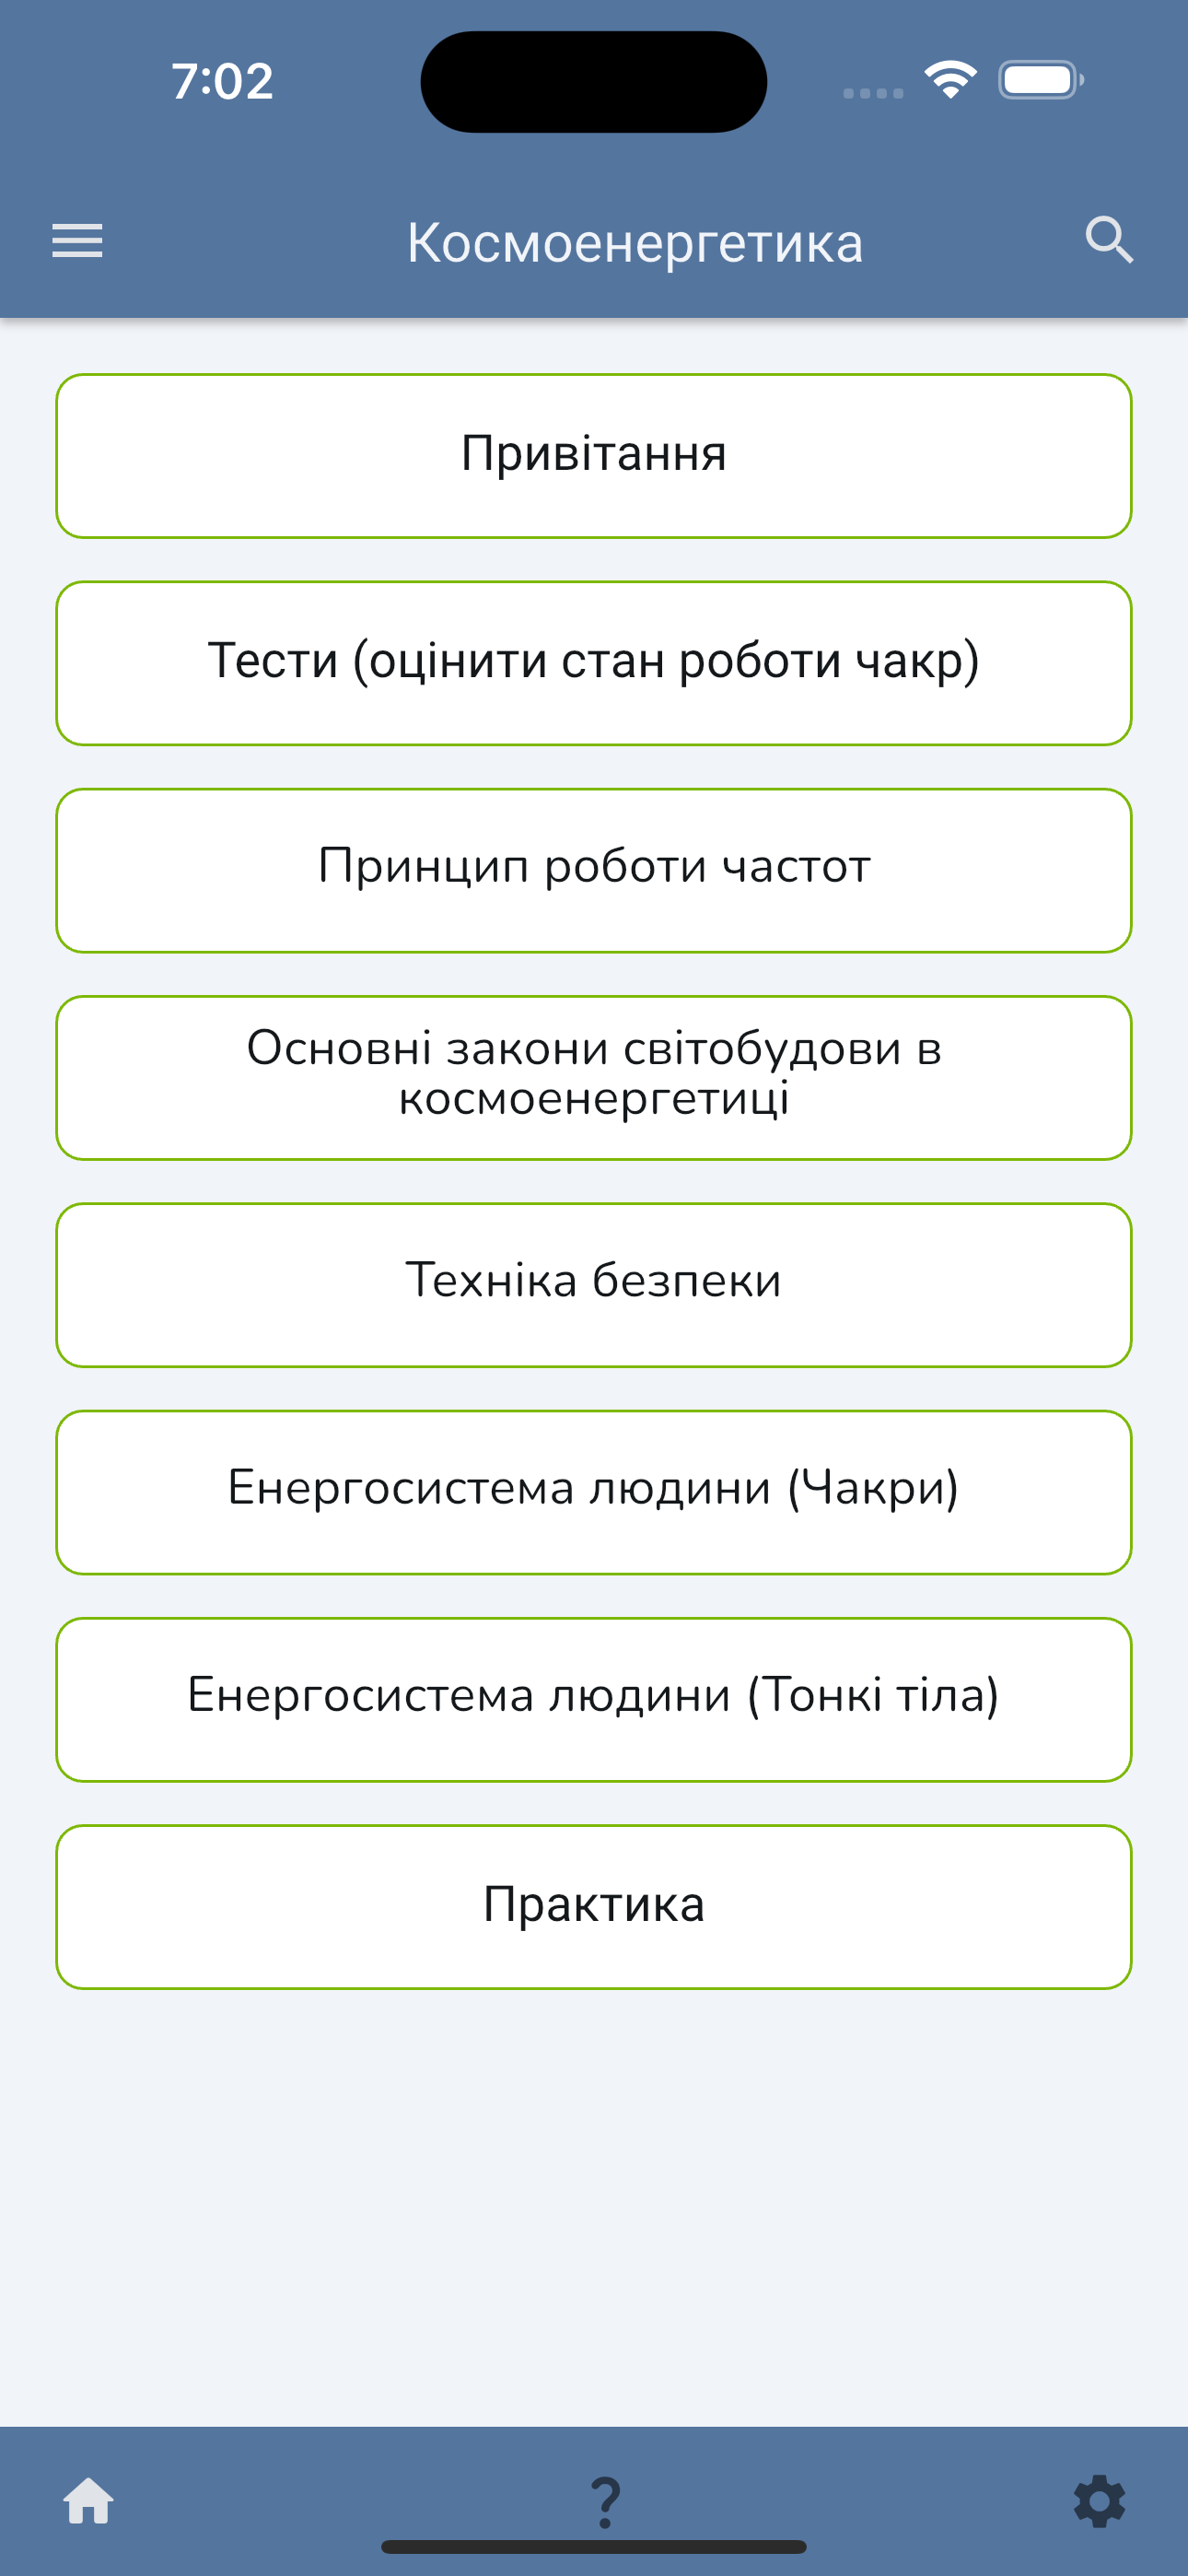 7:02
Космоенергетика
Привітання
Тести (оцінити стан роботи чакр)
Принцип роботи частот
Основні закони світобудови в
космоенергетиці
Техніка безпеки
Енергосистема людини (Чакри)
Енергосистема людини (Тонкі тіла)
Практика
?